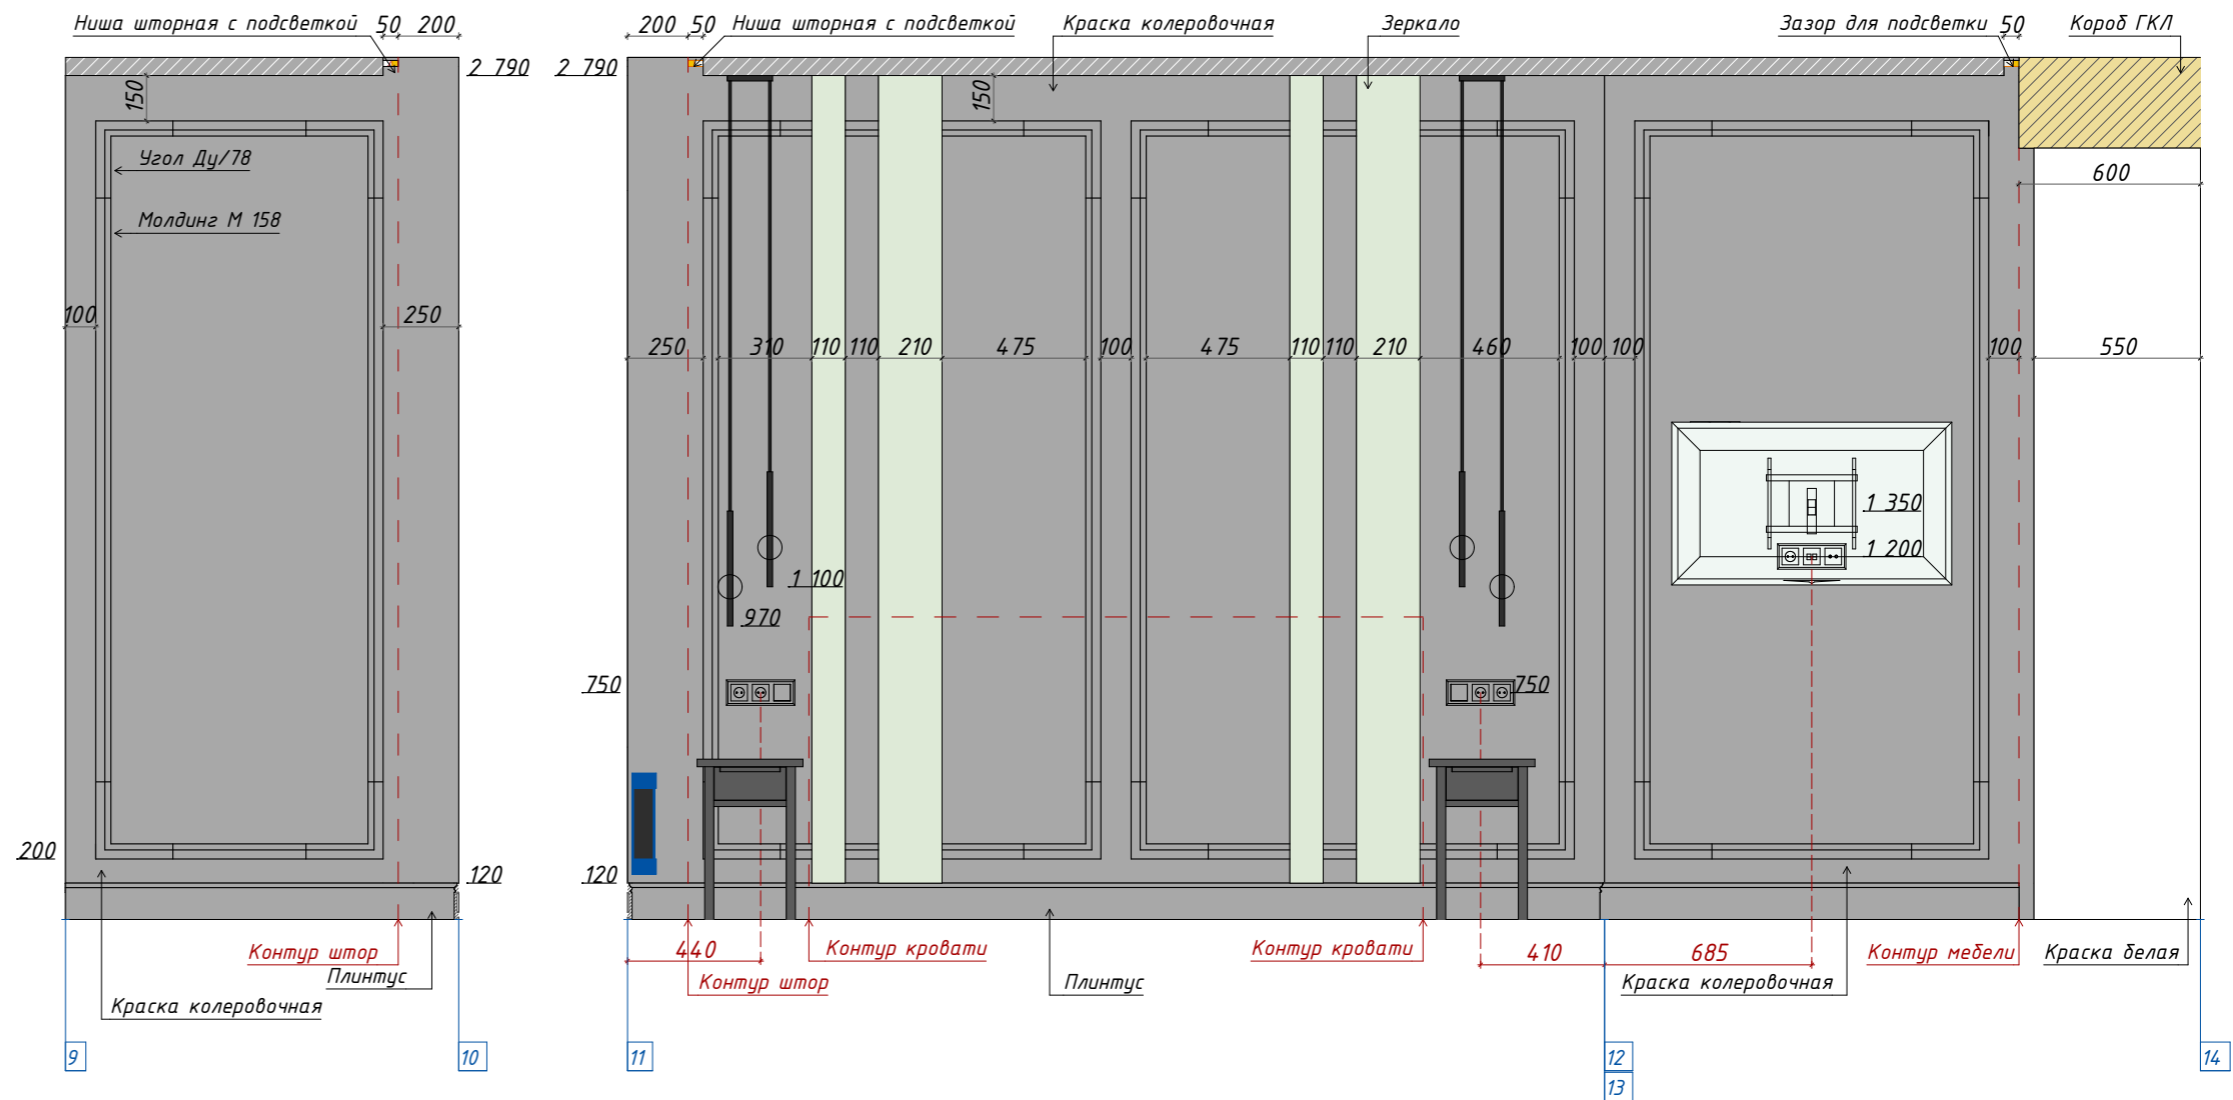 Ниша шторная с подсветкой 50 200
200 50 Ниша шторная с подсветкой Краска колеровочная Зеркало Зазор для подсветки 50 Короб ГКЛ
2 790 2 790
150 150
Угол Ду/78
600
Молдинг М 158
100 250
250 310 110 110 210 475 100 475 110 110 210 460 100 100 100 550
1 350
1 200
1 100
970
750 750
200
120 120
Контур штор 440 Контур кровати Контур кровати 410 685 Контур мебели Краска белая
Плинтус Контур штор Плинтус Краска колеровочная
Краска колеровочная
9 10 11 12 14
13